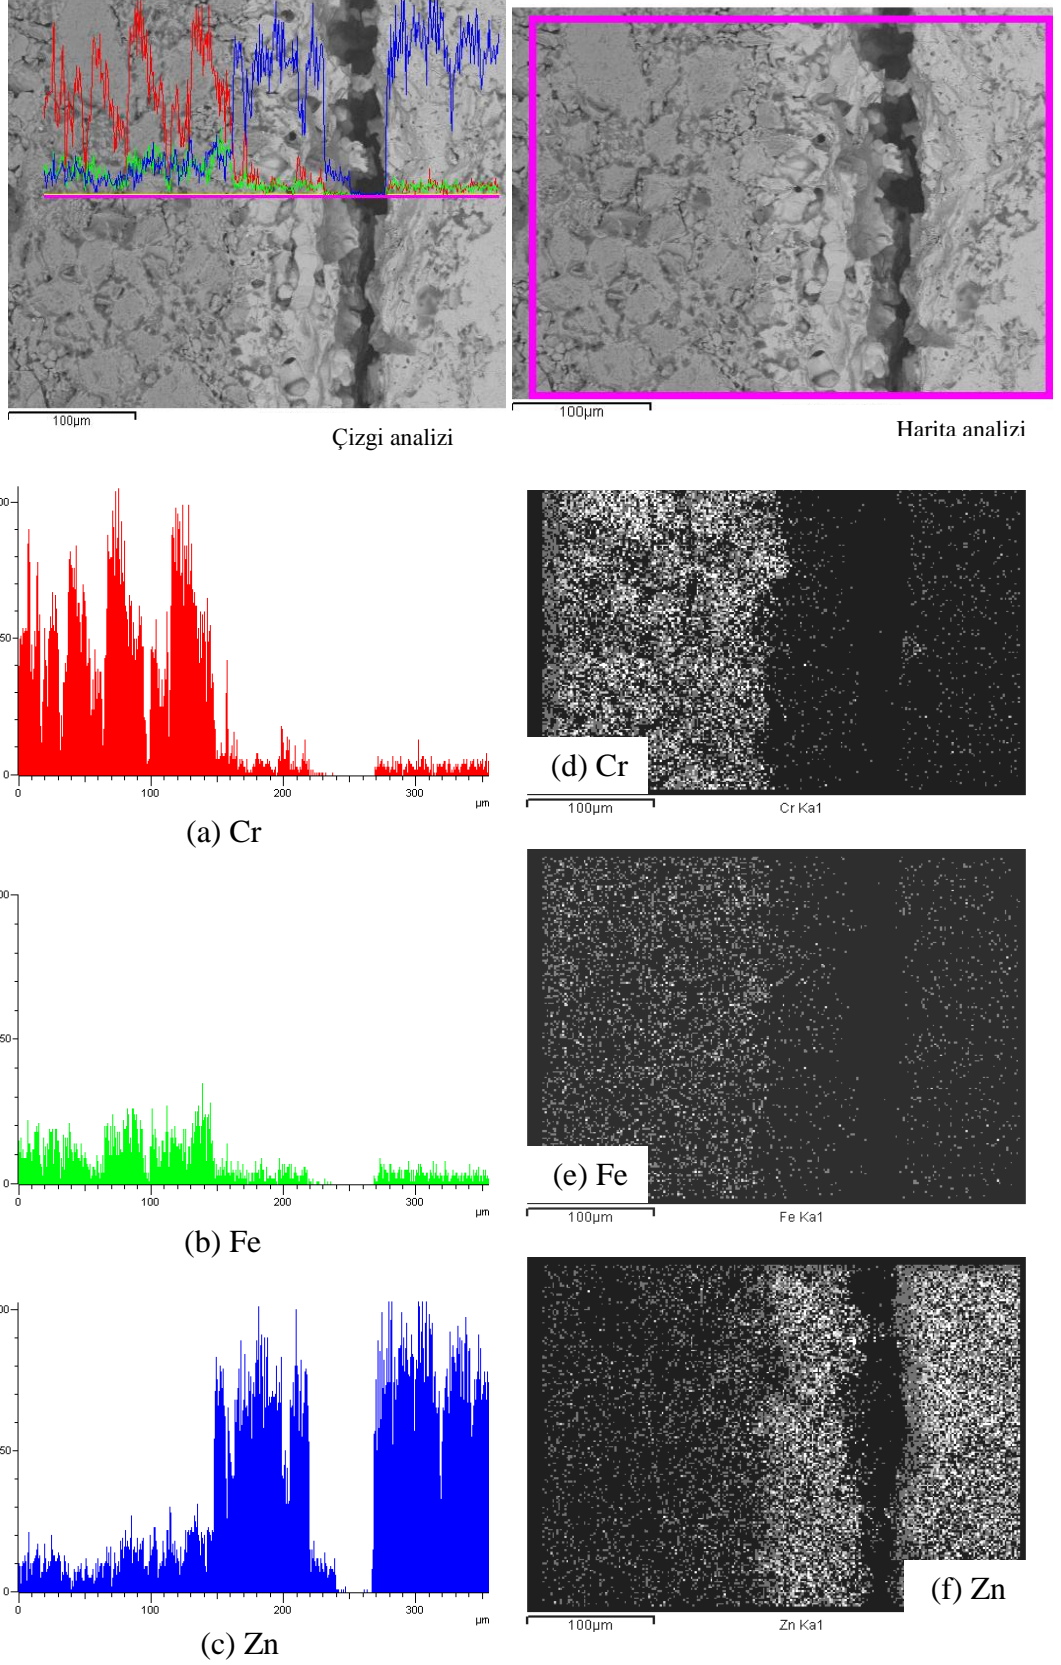 100µm
Çizgi analizi
100µm
Harita analizi
00
50
0
0 100 200 300
µm
(a) Cr
(d) Cr
100µm Cr Ka1
00
50
0
0 100 200 300
µm
(b) Fe
(e) Fe
100µm Fe Ka1
00
50
0
0 100 200 300
µm
(c) Zn
(f) Zn
100µm Zn Ka1